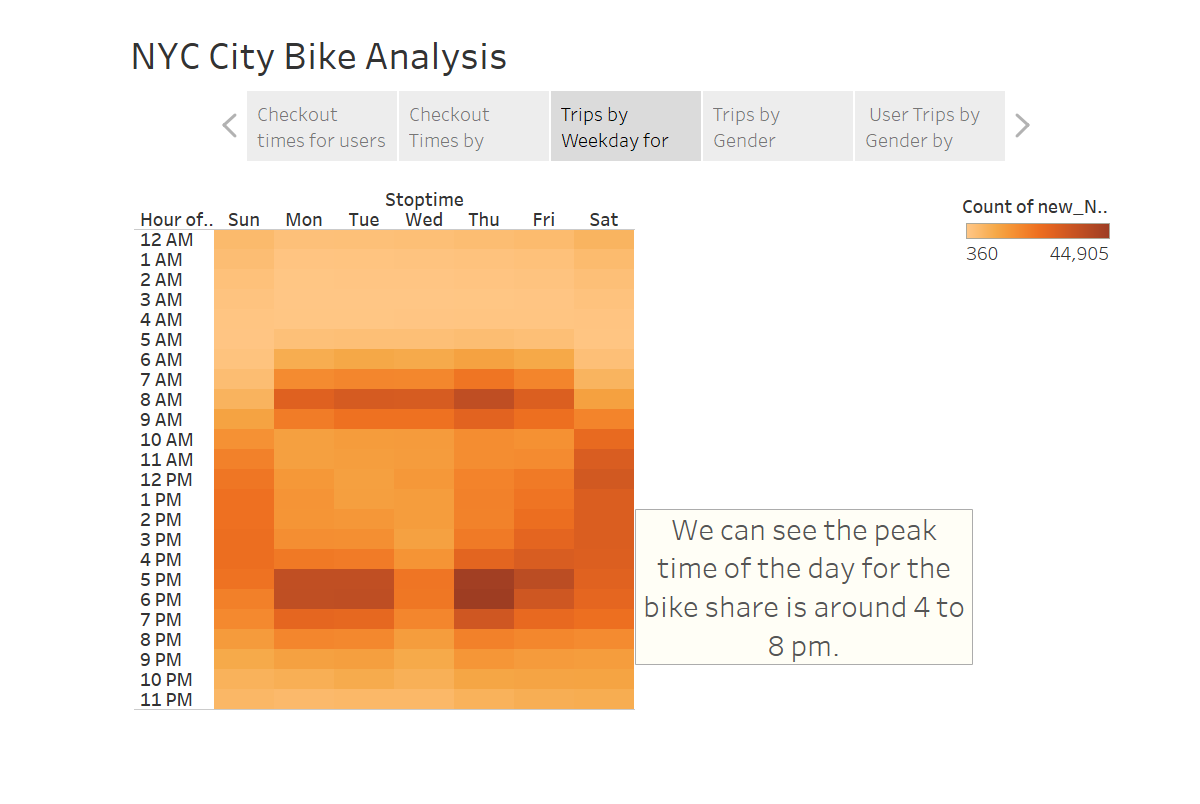 NYC City Bike Analysis
Checkout
times for users
Checkout
Times by
Trips by
Weekday for
Trips by
Gender
User Trips by
Gender by
Stoptime
Hour of.. Sun Mon Tue Wed Thu Fri Sat
12 AM
1 AM
2 AM
3 AM
4 AM
5 AM
6 AM
7 AM
8 AM
9 AM
10 AM
11 AM
12 PM
1 PM
2 PM
3 PM
4 PM
5 PM
6 PM
7 PM
8 PM
9 PM
10 PM
11 PM
Count of new_N..
360 44,905
We can see the peak
time of the day for the
bike share is around 4 to
8 pm.